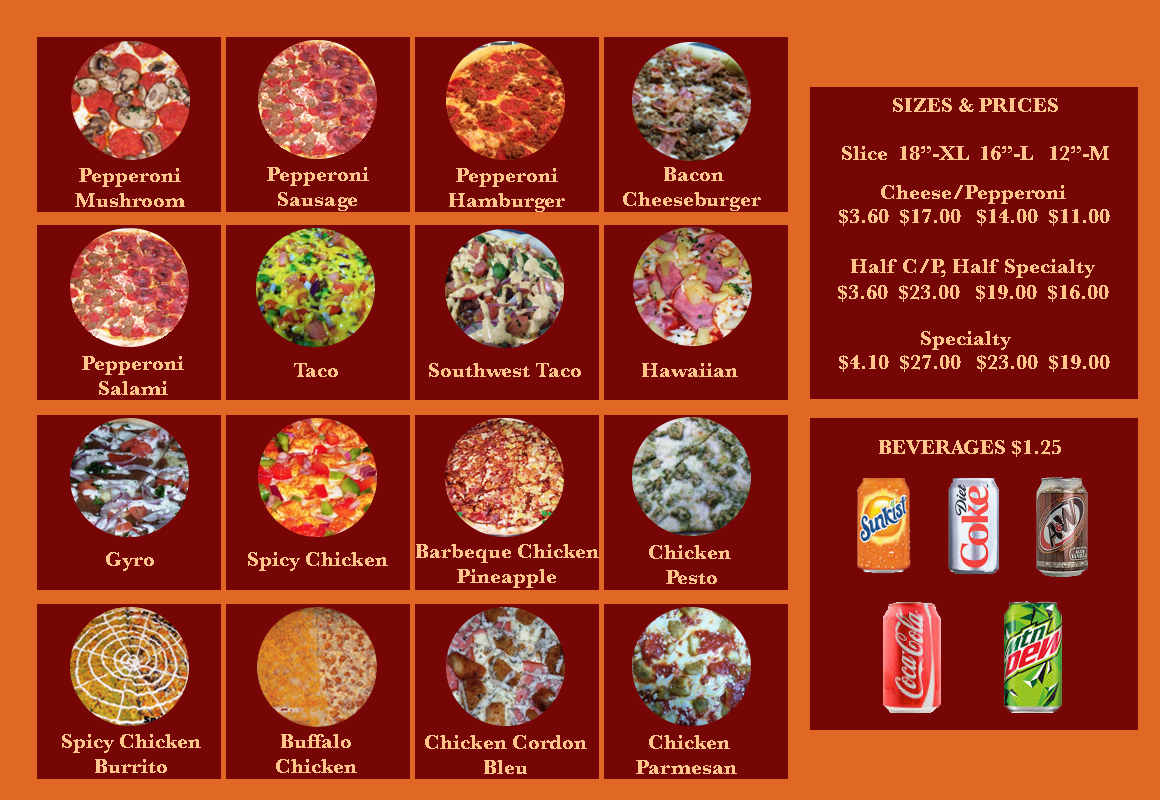 Pepperoni
Mushroom
Pepperoni
Sausage
Pepperoni
Hamburger
Bacon
Cheeseburger
Pepperoni
Salami
Taco
Southwest Taco
Hawaiian
Gyro
Spicy Chicken
Barbeque Chicken
Pineapple
Chicken
Pesto
Spicy Chicken
Burrito
Buffalo
Chicken
Chicken Cordon
Bleu
Chicken
Parmesan
SIZES & PRICES
Slice 18”-XL 16”-L 12”-M
Cheese/Pepperoni
$3.60 $17.00 $14.00 $11.00
Half C/P, Half Specialty
$3.60 $23.00 $19.00 $16.00
Specialty
$4.10 $27.00 $23.00 $19.00
BEVERAGES $1.25
Sunkist
Diet
Coke
A&W
Coca-Cola
mtn
DEW